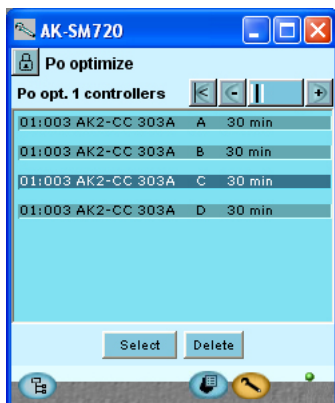 AK-SM720
Po optimize
Po opt. 1 controllers
01:003 AK2-CC 303A A 30 min
01:003 AK2-CC 303A B 30 min
01:003 AK2-CC 303A C 30 min
01:003 AK2-CC 303A D 30 min
Select Delete